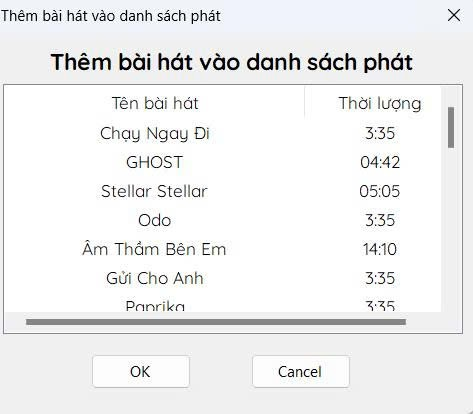 Thêm bài hát vào danh sách phát
Thêm bài hát vào danh sách phát
Tên bài hát Thời lượng
Chạy Ngay Đi 3:35
GHOST 04:42
Stellar Stellar 05:05
Odo 3:35
Âm Thầm Bên Em 14:10
Gửi Cho Anh 3:35
Paprika 3:35
OK Cancel